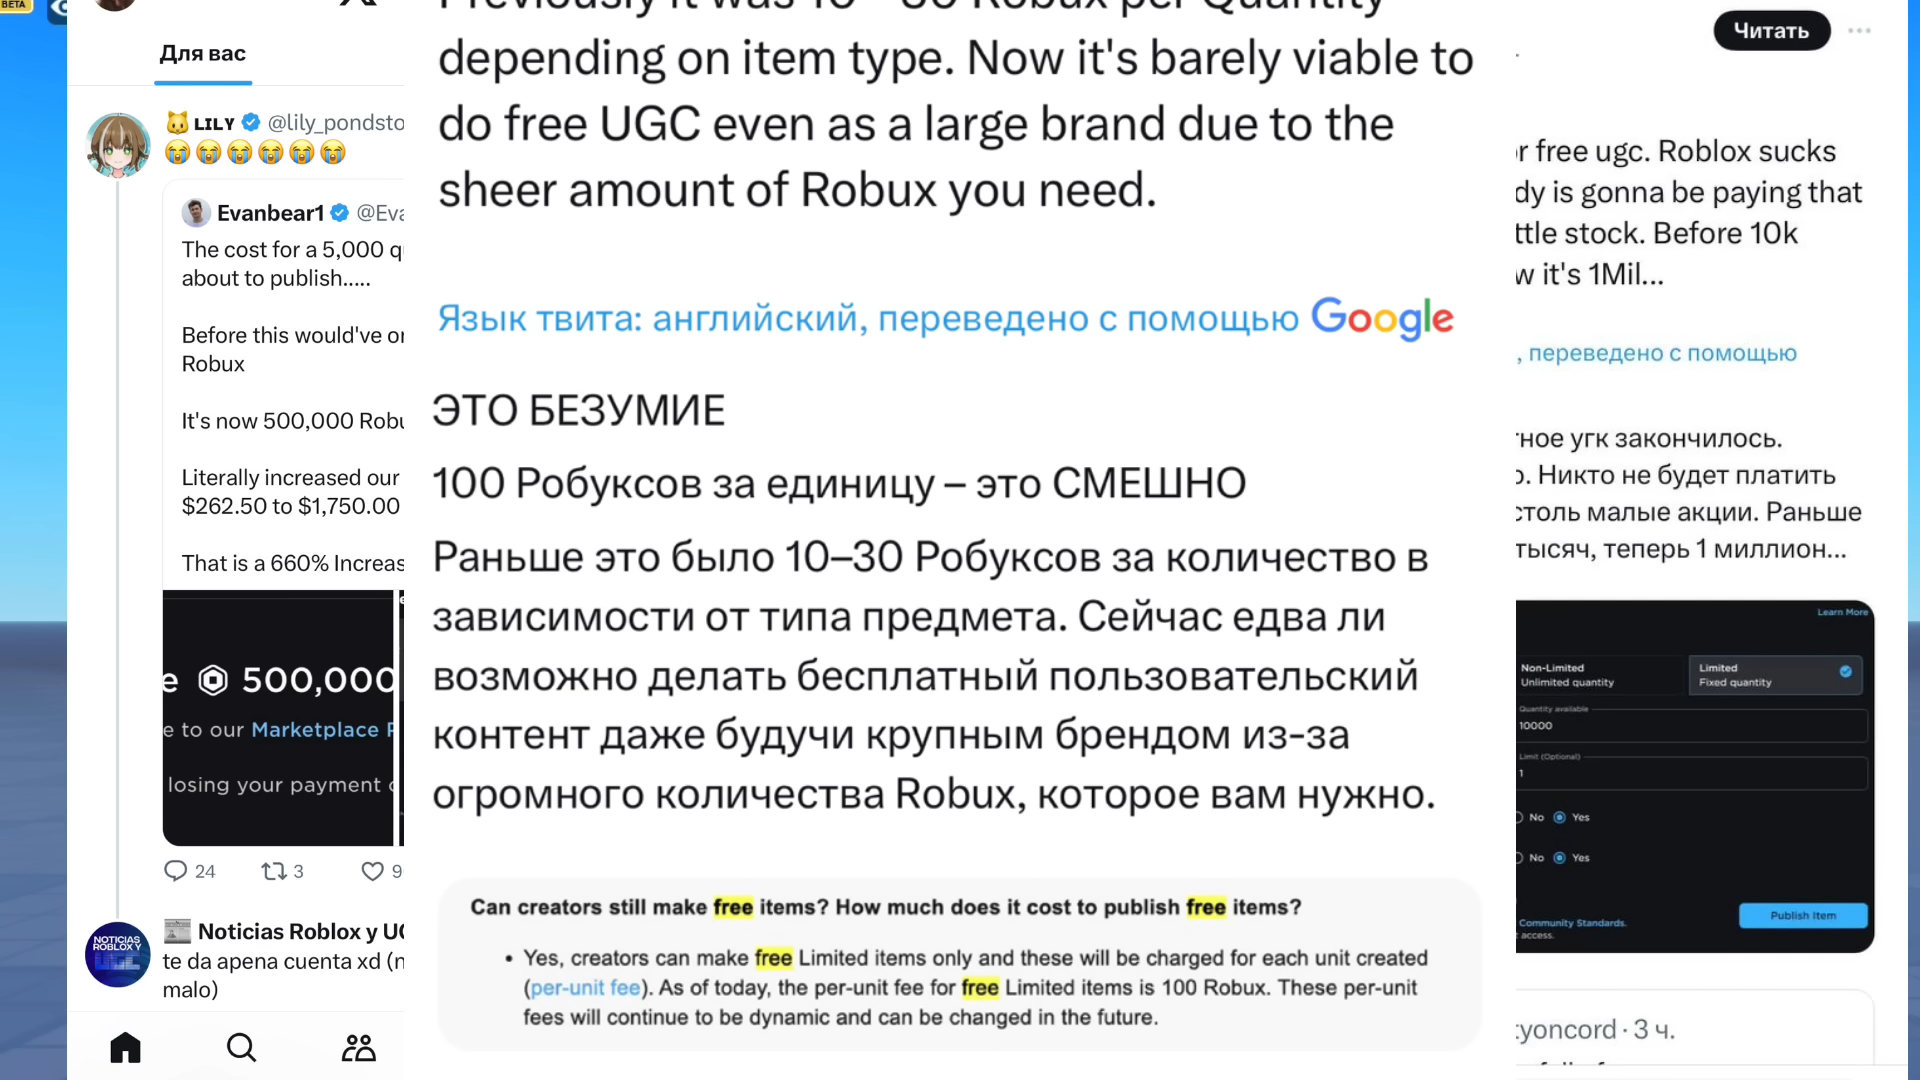 BETA
Для вас
LILY @lily_pondsto
Evanbear1 @Eva
The cost for a 5,000 q
about to publish.....
Before this would've or
Robux
It's now 500,000 Robu
Literally increased our
$262.50 to $1,750.00
That is a 660% Increas
e 500,000
e to our Marketplace F
losing your payment
24 3 9
NOTICIAS
ROBLOX Y
UGC
Noticias Roblox y UG
te da apena cuenta xd (n
malo)
depending on item type. Now it's barely viable to
do free UGC even as a large brand due to the
sheer amount of Robux you need.
Язык твита: английский, переведено с помощью Google
ЭТО БЕЗУМИЕ
100 Робуксов за единицу – это СМЕШНО
Раньше это было 10–30 Робуксов за количество в
зависимости от типа предмета. Сейчас едва ли
возможно делать бесплатный пользовательский
контент даже будучи крупным брендом из-за
огромного количества Robux, которое вам нужно.
Can creators still make free items? How much does it cost to publish free items?
• Yes, creators can make free Limited items only and these will be charged for each unit created
(per-unit fee). As of today, the per-unit fee for free Limited items is 100 Robux. These per-unit
fees will continue to be dynamic and can be changed in the future.
Читать
r free ugc. Roblox sucks
dy is gonna be paying that
ttle stock. Before 10k
w it's 1Mil...
, переведено с помощью
ное угк закончилось.
о. Никто не будет платить
столь малые акции. Раньше
тысяч, теперь 1 миллион...
Learn More
Non-Limited
Unlimited quantity
Limited
Fixed quantity
Quantity available
10000
Limit (Optional)
1
No Yes
No Yes
Community Standards.
access.
Publish Item
tyoncord · 3 ч.